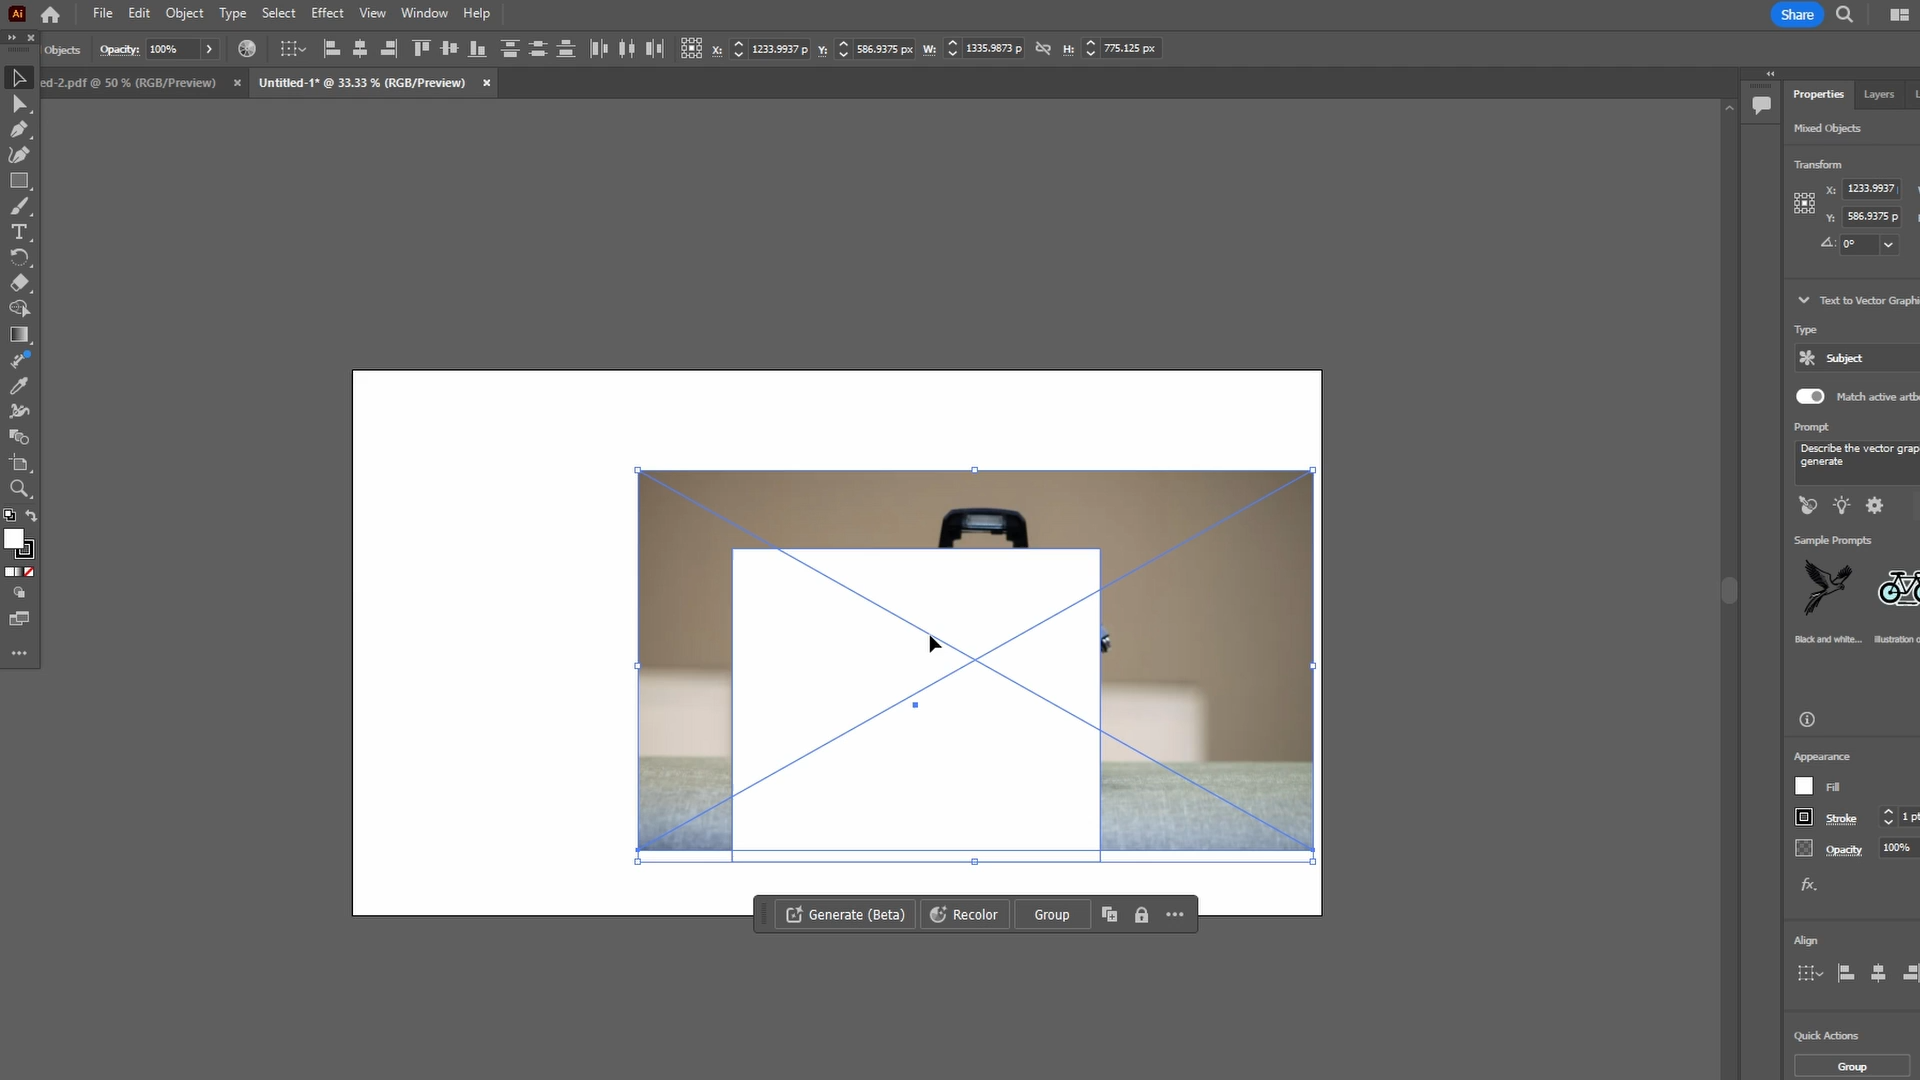 Ai
File Edit Object Type Select Effect View Window Help
Share
Objects Opacity: 100% X: 1233.9937 p Y: 586.9375 px W: 1335.9873 p H: 775.125 px
ed-2.pdf @ 50 % (RGB/Preview) Untitled-1* @ 33.33 % (RGB/Preview)
Properties Layers L
Mixed Objects
Transform
X: 1233.9937
Y: 586.9375 p
0°
Text to Vector Graphi
Type
Subject
Match active artb
Prompt
Describe the vector grap
generate
Sample Prompts
Black and white... Illustration o
Appearance
Fill
Stroke 1 pt
Opacity 100%
fx.
Generate (Beta) Recolor Group
Align
Quick Actions
Group